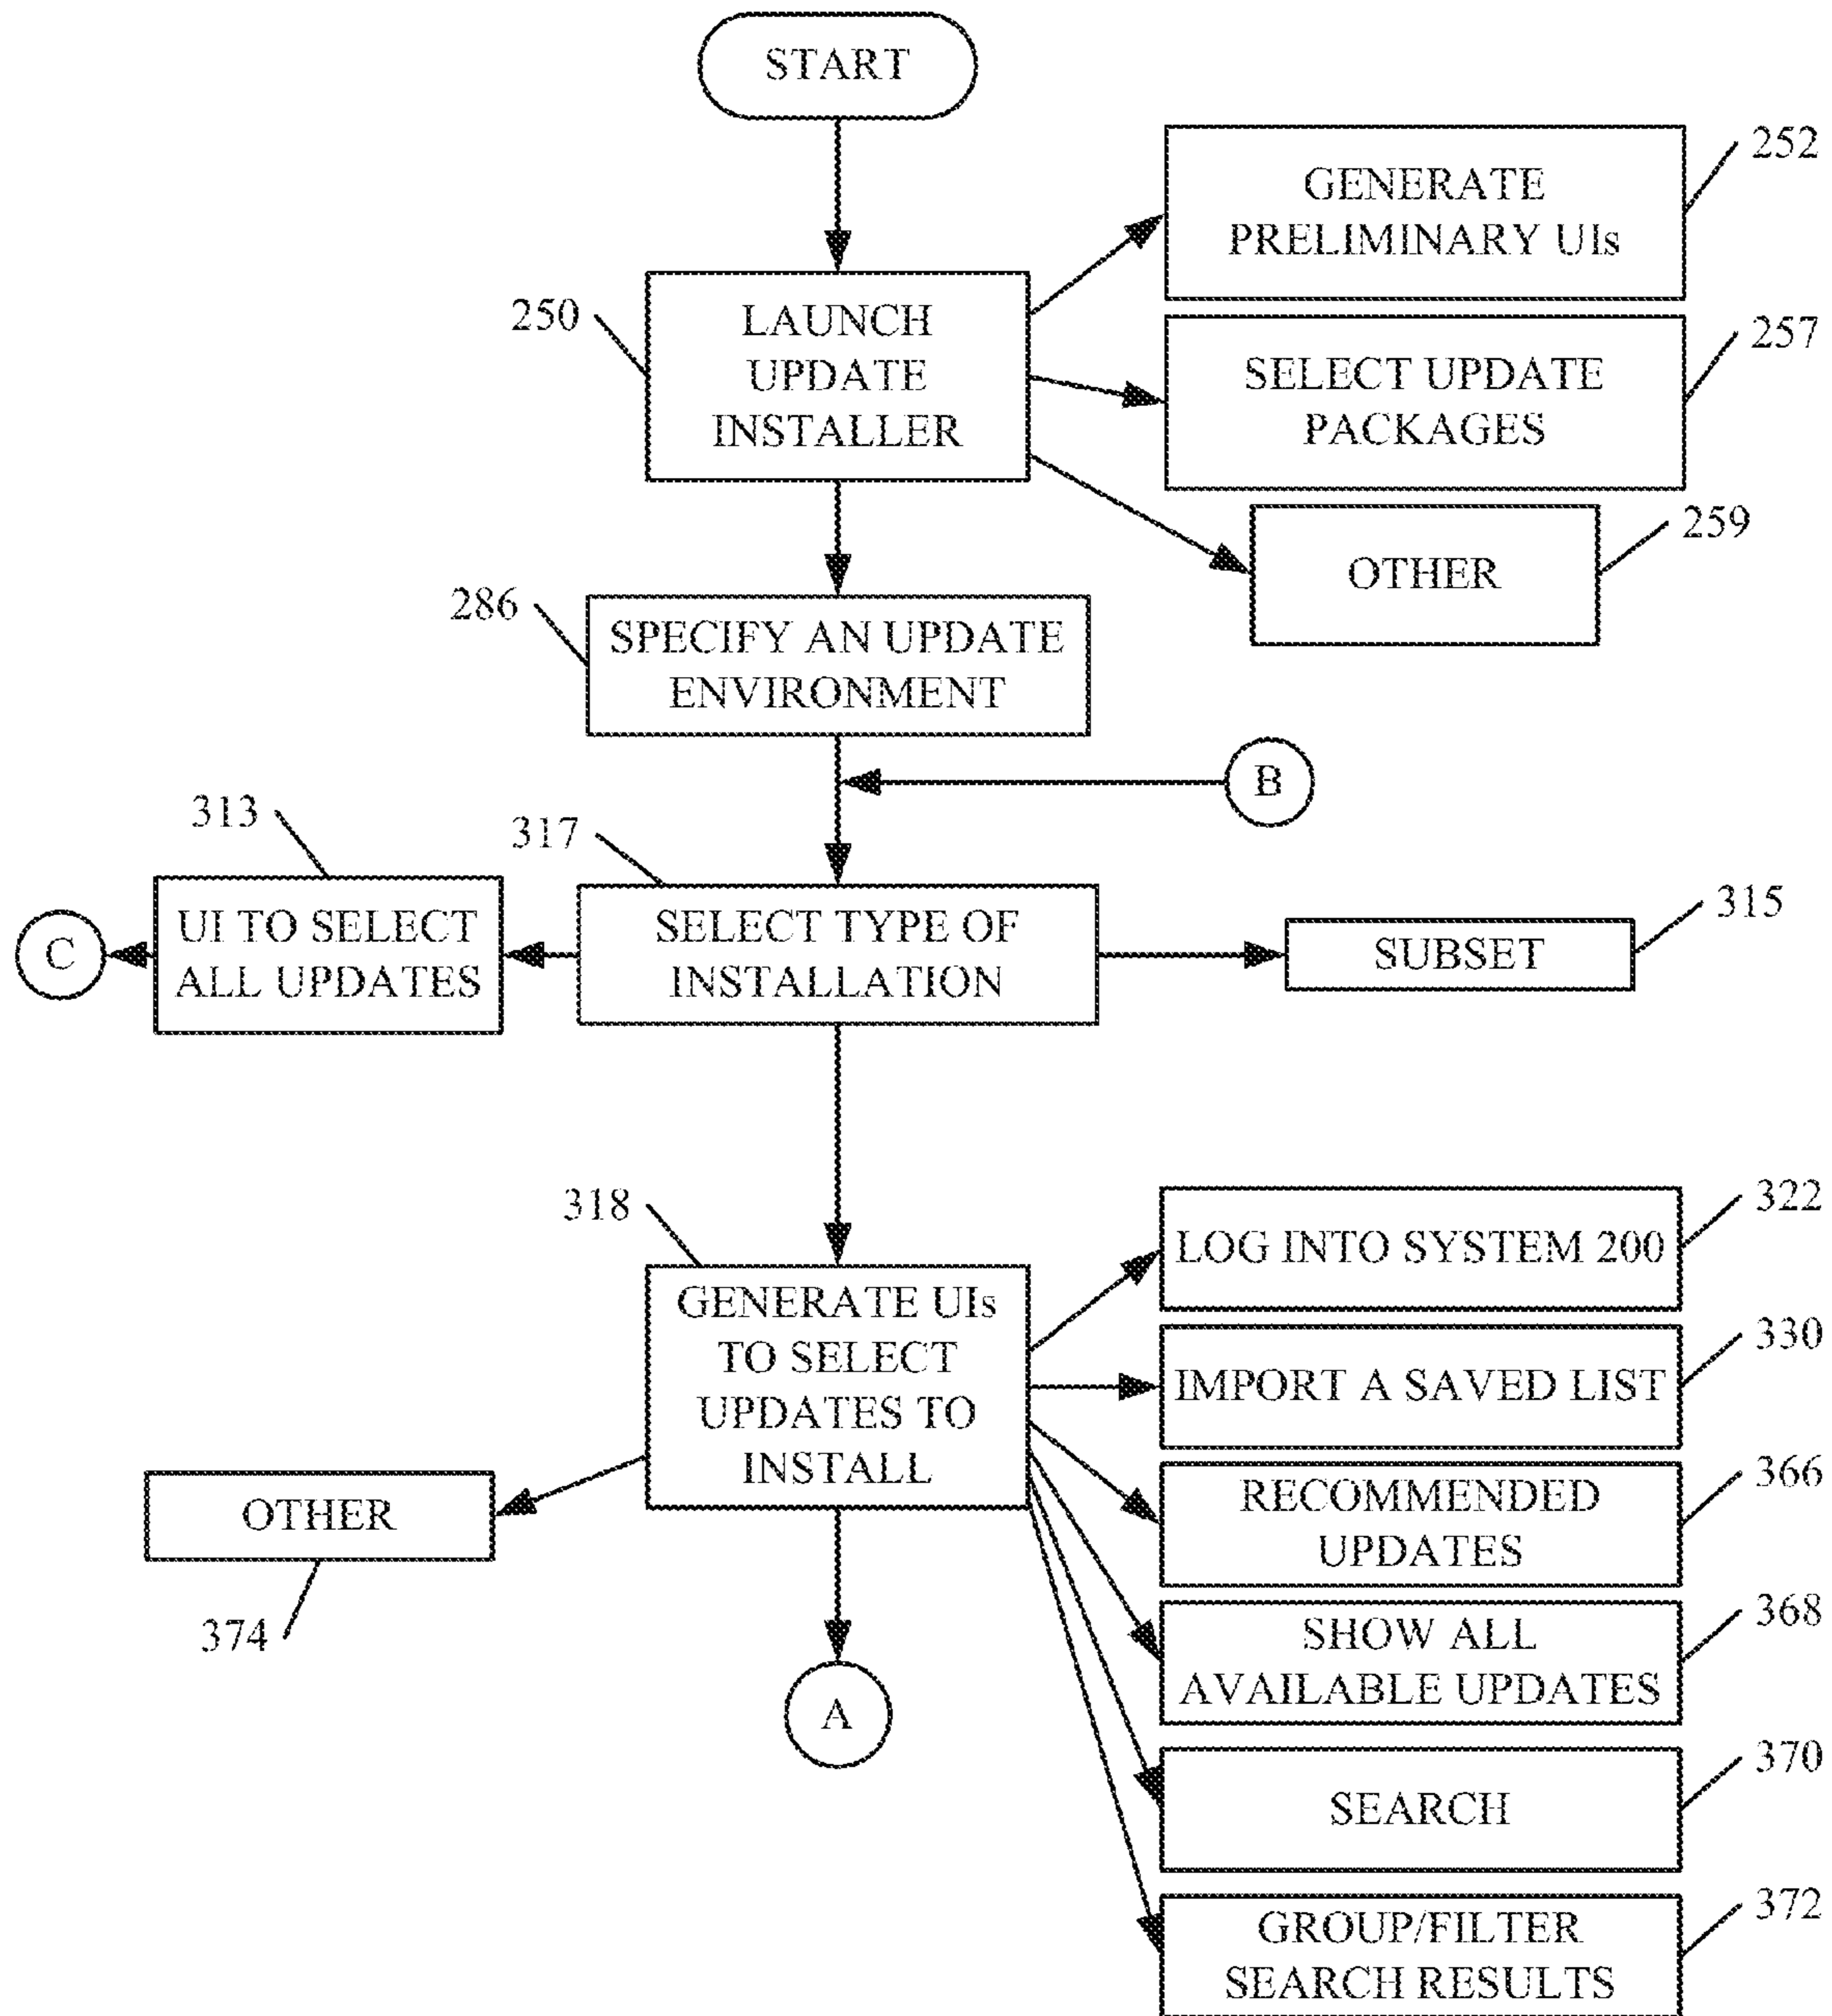 START
252
GENERATE
PRELIMINARY UIs
250
LAUNCH
UPDATE
INSTALLER
257
SELECT UPDATE
PACKAGES
259
OTHER
286
SPECIFY AN UPDATE
ENVIRONMENT
B
313
317
315
C
UI TO SELECT
ALL UPDATES
SELECT TYPE OF
INSTALLATION
SUBSET
318
GENERATE UIs
TO SELECT
UPDATES TO
INSTALL
322
LOG INTO SYSTEM 200
330
IMPORT A SAVED LIST
366
RECOMMENDED
UPDATES
OTHER
374
368
SHOW ALL
AVAILABLE UPDATES
A
370
SEARCH
372
GROUP/FILTER
SEARCH RESULTS